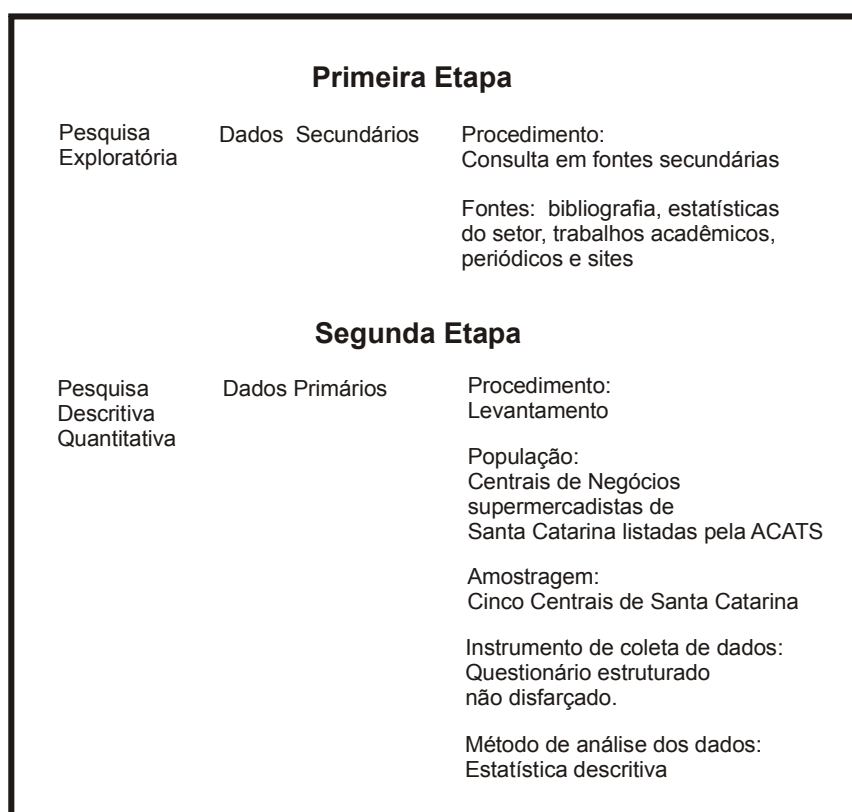 Primeira Etapa
Pesquisa
Exploratória
Dados Secundários
Procedimento:
Consulta em fontes secundárias
Fontes: bibliografia, estatísticas
do setor, trabalhos acadêmicos,
periódicos e sites
Segunda Etapa
Pesquisa
Descritiva
Quantitativa
Dados Primários
Procedimento:
Levantamento
População:
Centrais de Negócios
supermercadistas de
Santa Catarina listadas pela ACATS
Amostragem:
Cinco Centrais de Santa Catarina
Instrumento de coleta de dados:
Questionário estruturado
não disfarçado.
Método de análise dos dados:
Estatística descritiva